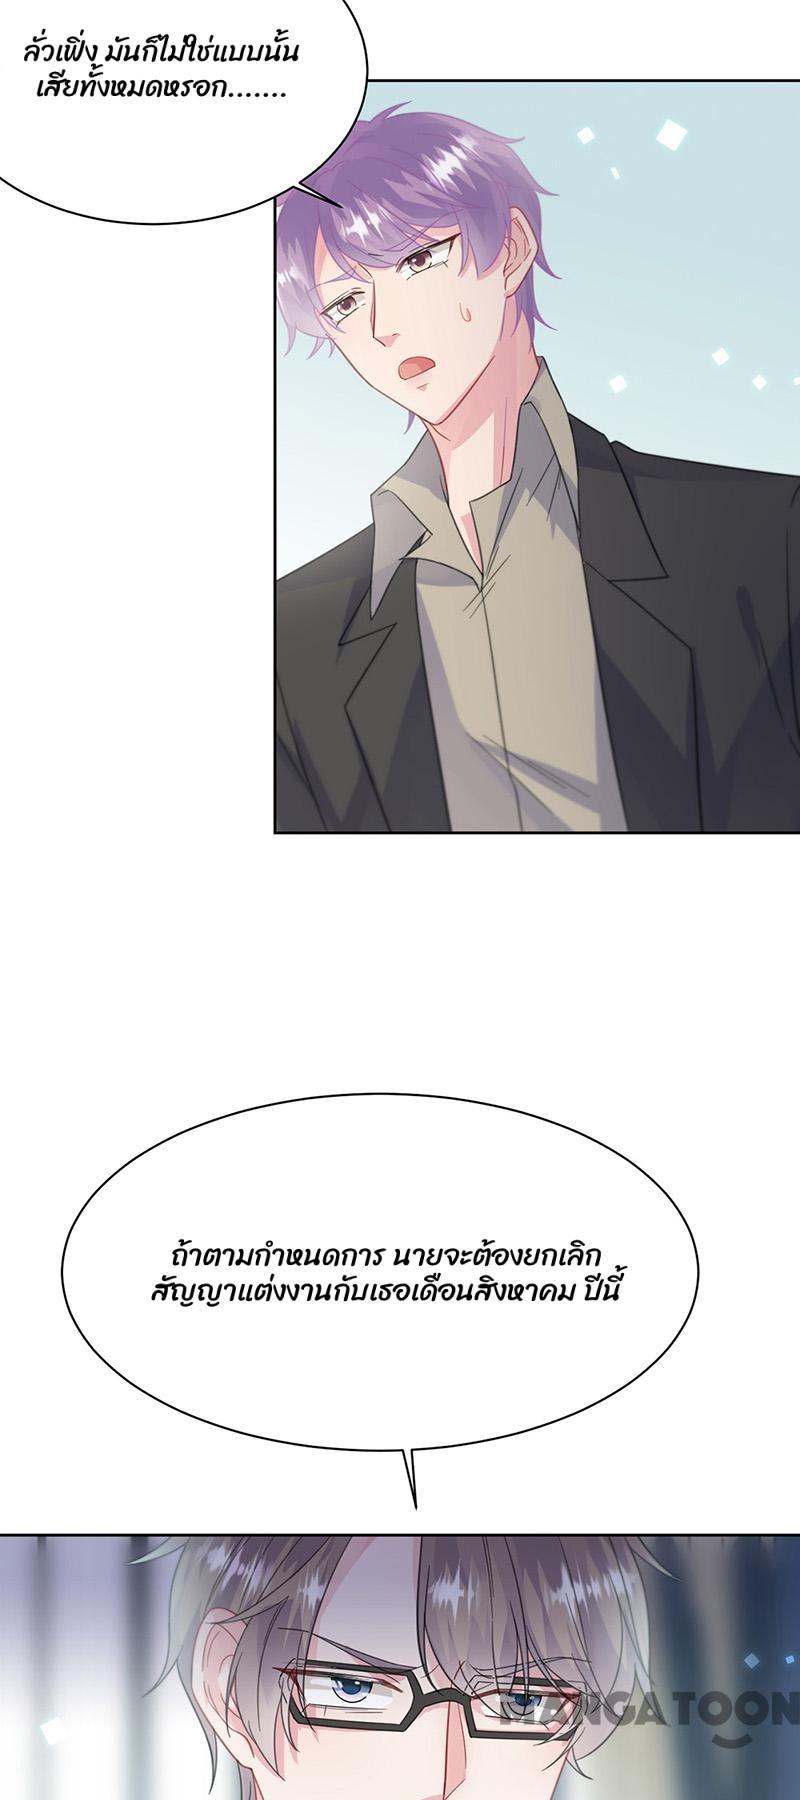 ลั่วเฟิ่ง มันก็ไม่ใช่แบบนั้น
เสียทั้งหมดหรอก.......
ถ้าตามกำหนดการ นายจะต้องยกเลิก
สัญญาแต่งงานกับเธอเดือนสิงหาคม ปีนี้
MANGATOON